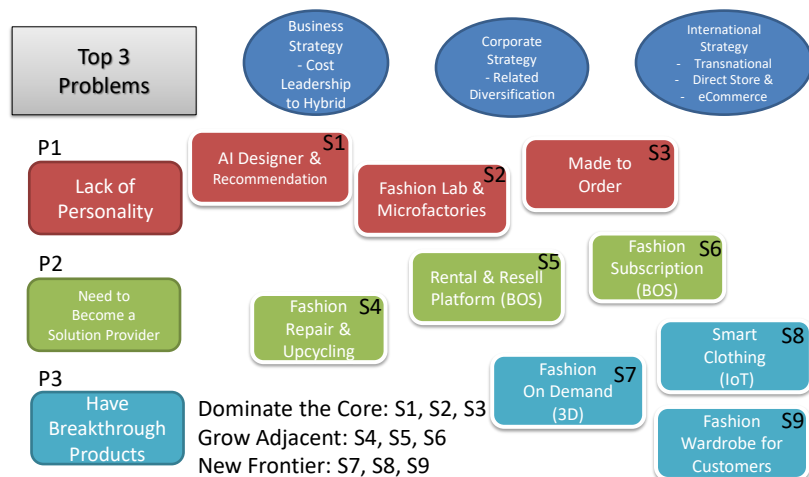 Top 3
Problems
Business
Strategy
- Cost
Leadership
to Hybrid
Corporate
Strategy
- Related
Diversification
International
Strategy
- Transnational
- Direct Store &
- eCommerce
P1
Lack of
Personality
S1
AI Designer &
Recommendation
S2
Fashion Lab &
Microfactories
S3
Made to
Order
P2
Need to
Become a
Solution Provider
S4
Fashion
Repair &
Upcycling
S5
Rental & Resell
Platform (BOS)
S6
Fashion
Subscription
(BOS)
P3
Have
Breakthrough
Products
S7
Fashion
On Demand
(3D)
S8
Smart
Clothing
(IoT)
S9
Fashion
Wardrobe for
Customers
Dominate the Core: S1, S2, S3
Grow Adjacent: S4, S5, S6
New Frontier: S7, S8, S9